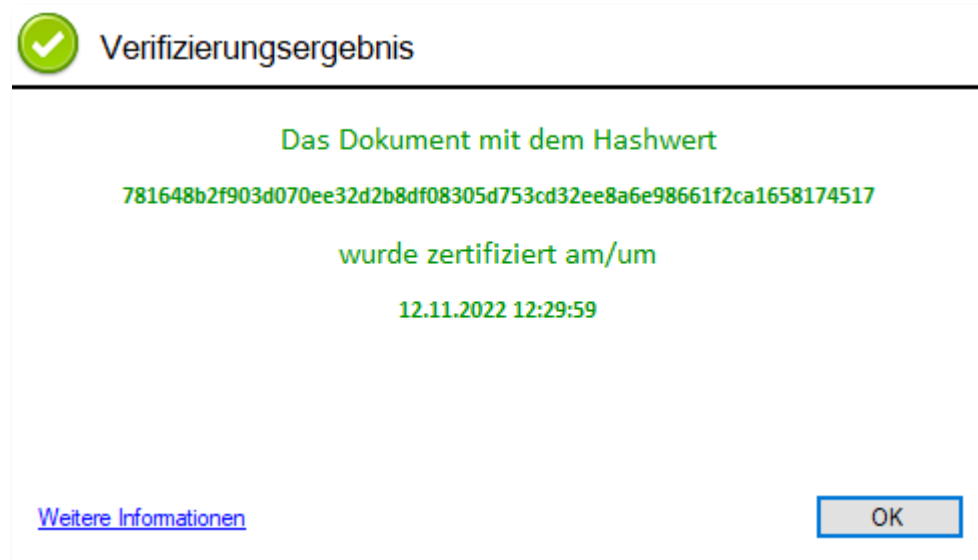 Verifizierungsergebnis
Das Dokument mit dem Hashwert
781648b2f903d070ee32d2b8df08305d753cd32ee8a6e98661f2ca1658174517
wurde zertifiziert am/um
12.11.2022 12:29:59
Weitere Informationen
OK